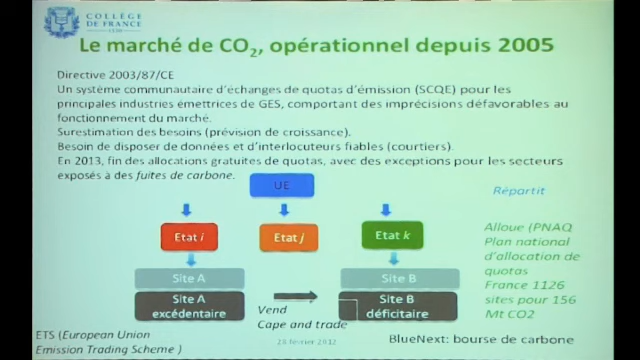 COLLÈGE
DE FRANCE
1530
Le marché de CO2, opérationnel depuis 2005
Directive 2003/87/CE
Un système communautaire d'échanges de quotas d'émission (SCQE) pour les
principales industries émettrices de GES, comportant des imprécisions défavorables au
fonctionnement du marché.
Surestimation des besoins (prévision de croissance).
Besoin de disposer de données et d'interlocuteurs fiables (courtiers).
En 2013, fin des allocations gratuites de quotas, avec des exceptions pour les secteurs
exposés à des fuites de carbone.
UE
Répartit
Etat i
Etat j
Etat k
Alloue (PNAQ
Plan national
d'allocation de
quotas
France 1126
sites pour 156
Mt CO2
Site A
Site B
Site A
excédentaire
Site B
déficitaire
Vend
Cape and trade
ETS (European Union
Emission Trading Scheme )
28 février 2012
BlueNext: bourse de carbone